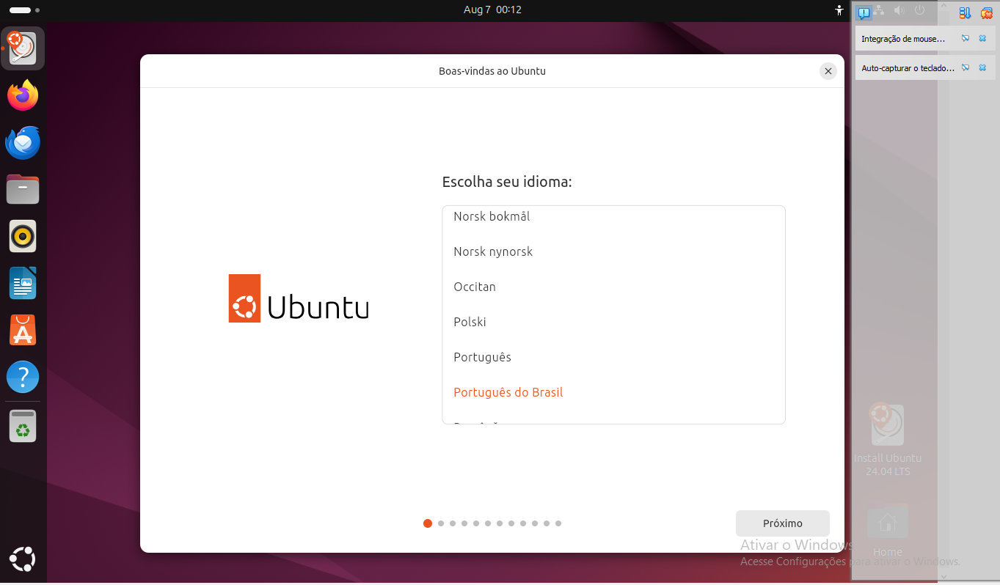 Aug 7 00:12
Integração de mouse...
Auto-capturar o teclado...
Boas-vindas ao Ubuntu
Escolha seu idioma:
Norsk bokmål
Norsk nynorsk
Occitan
Polski
Português
Português do Brasil
Ubuntu
Próximo
Install Ubuntu
24.04 LTS
Home
Ativar o Windows
Acesse Configurações para ativar o Windows.